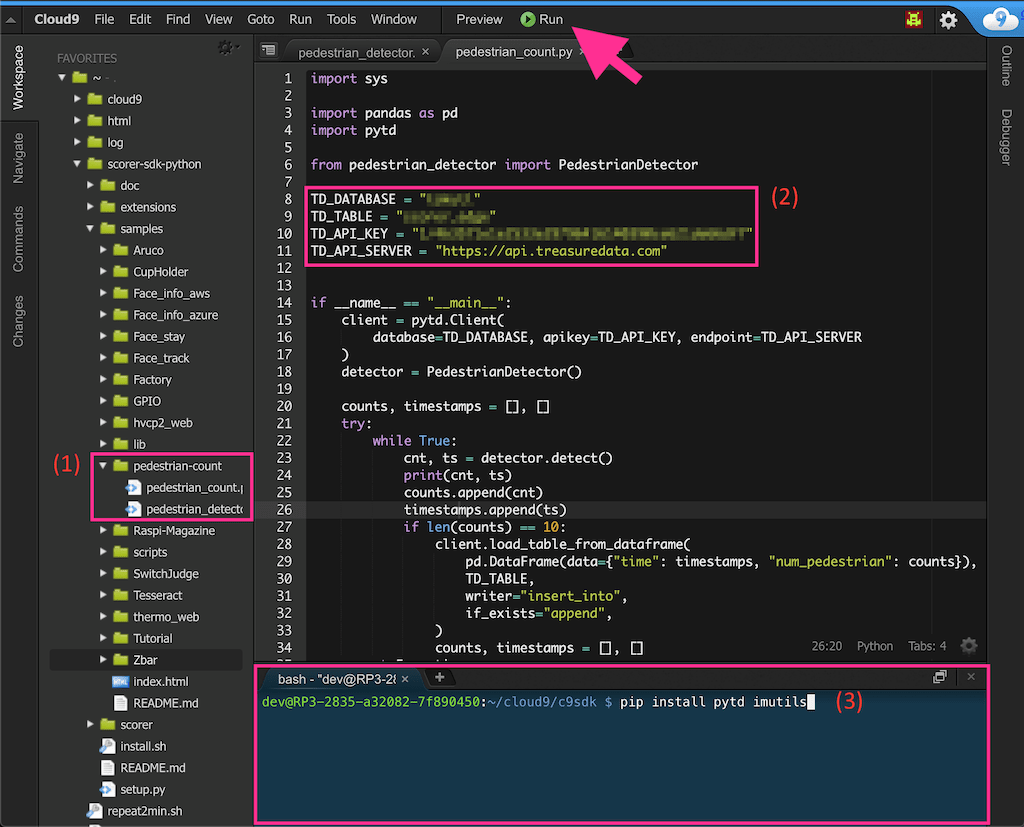 Cloud9 File Edit Find View Goto Run Tools Window Preview Run
Workspace
Navigate
Commands
Changes
FAVORITES
~
cloud9
html
log
scorer-sdk-python
doc
extensions
samples
Aruco
CupHolder
Face_info_aws
Face_info_azure
Face_stay
Face_track
Factory
GPIO
hvcp2_web
lib
(1)
pedestrian-count
pedestrian_count.p
pedestrian_detecto
Raspi-Magazine
scripts
SwitchJudge
Tesseract
thermo_web
Tutorial
Zbar
index.html
README.md
scorer
install.sh
README.md
setup.py
repeat2min.sh
pedestrian_detector. × pedestrian_count.py ×
1 import sys
2
3 import pandas as pd
4 import pytd
5
6 from pedestrian_detector import PedestrianDetector
7
8 TD_DATABASE = " "
9 TD_TABLE = " "
10 TD_API_KEY = " "
11 TD_API_SERVER = "https://api.treasuredata.com"
(2)
12
13
14 if __name__ == "__main__":
15 client = pytd.Client(
16 database=TD_DATABASE, apikey=TD_API_KEY, endpoint=TD_API_SERVER
17 )
18 detector = PedestrianDetector()
19
20 counts, timestamps = [], []
21 try:
22 while True:
23 cnt, ts = detector.detect()
24 print(cnt, ts)
25 counts.append(cnt)
26 timestamps.append(ts)
27 if len(counts) == 10:
28 client.load_table_from_dataframe(
29 pd.DataFrame(data={"time": timestamps, "num_pedestrian": counts}),
30 TD_TABLE,
31 writer="insert_into",
32 if_exists="append",
33 )
34 counts, timestamps = [], []
26:20 Python Tabs: 4
bash - "dev@RP3-28 × +
dev@RP3-2835-a32082-7f890450:~/cloud9/c9sdk $ pip install pytd imutils
(3)
9
Outline
Debugger